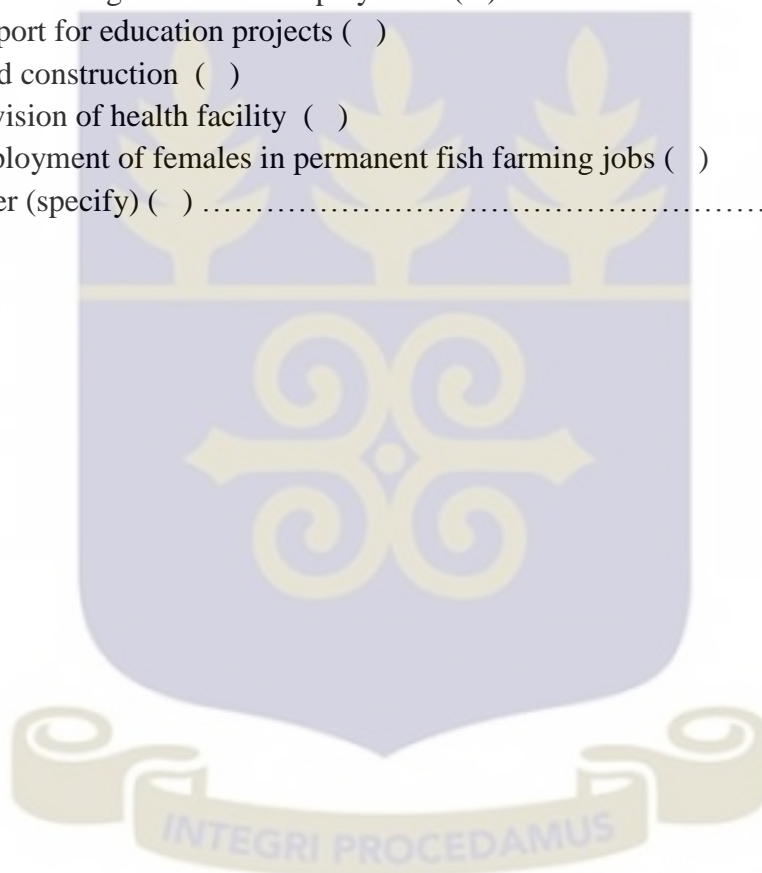 port for education projects (   )
d construction  (   )
vision of health facility  (   )
ployment of females in permanent fish farming jobs (   )
er (specify) (   ) ……………………………………………
INTEGRI PROCEDAMUS